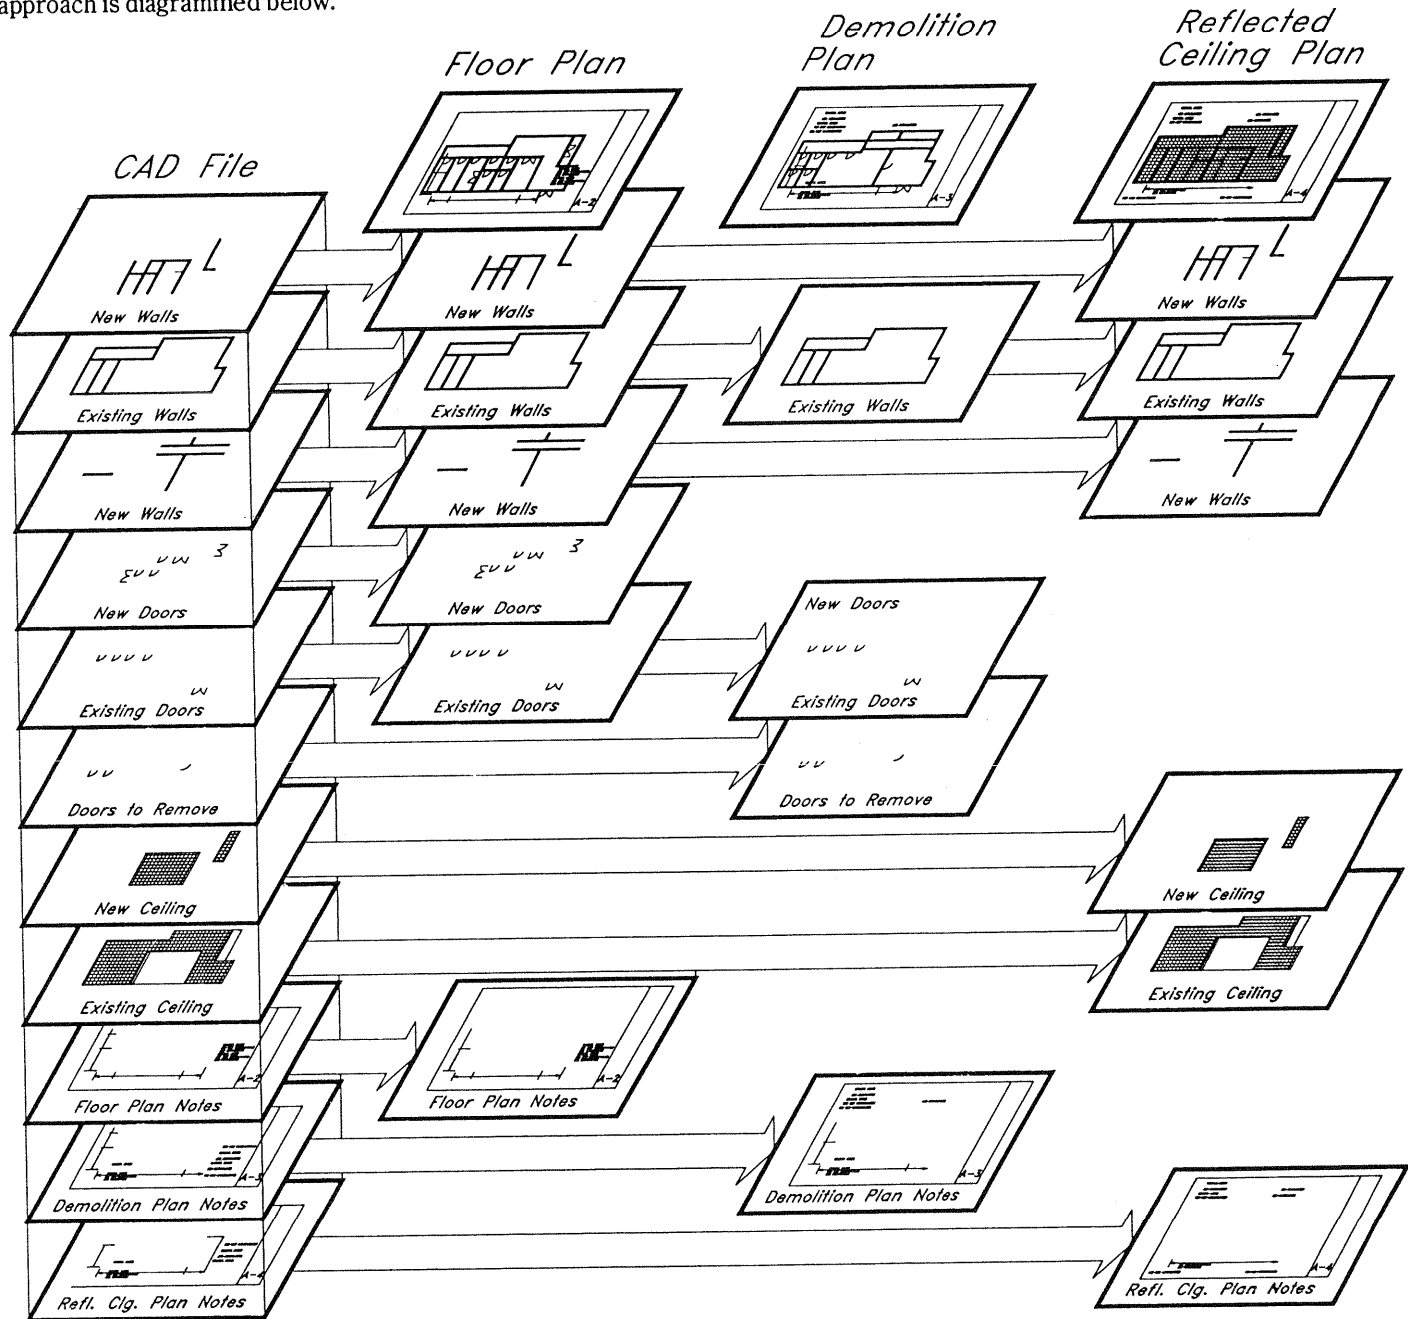 approach is diagrammed below.
Floor Plan
Demolition
Plan
Reflected
Ceiling Plan
CAD File
A-2
A-3
A-4
New Walls
New Walls
New Walls
Existing Walls
Existing Walls
Existing Walls
Existing Walls
New Walls
New Walls
New Walls
New Doors
New Doors
New Doors
Existing Doors
Existing Doors
Existing Doors
Doors to Remove
Doors to Remove
New Ceiling
New Ceiling
Existing Ceiling
Existing Ceiling
A-2
A-2
Floor Plan Notes
Floor Plan Notes
A-3
A-3
Demolition Plan Notes
Demolition Plan Notes
A-4
A-4
Refl. Clg. Plan Notes
Refl. Clg. Plan Notes